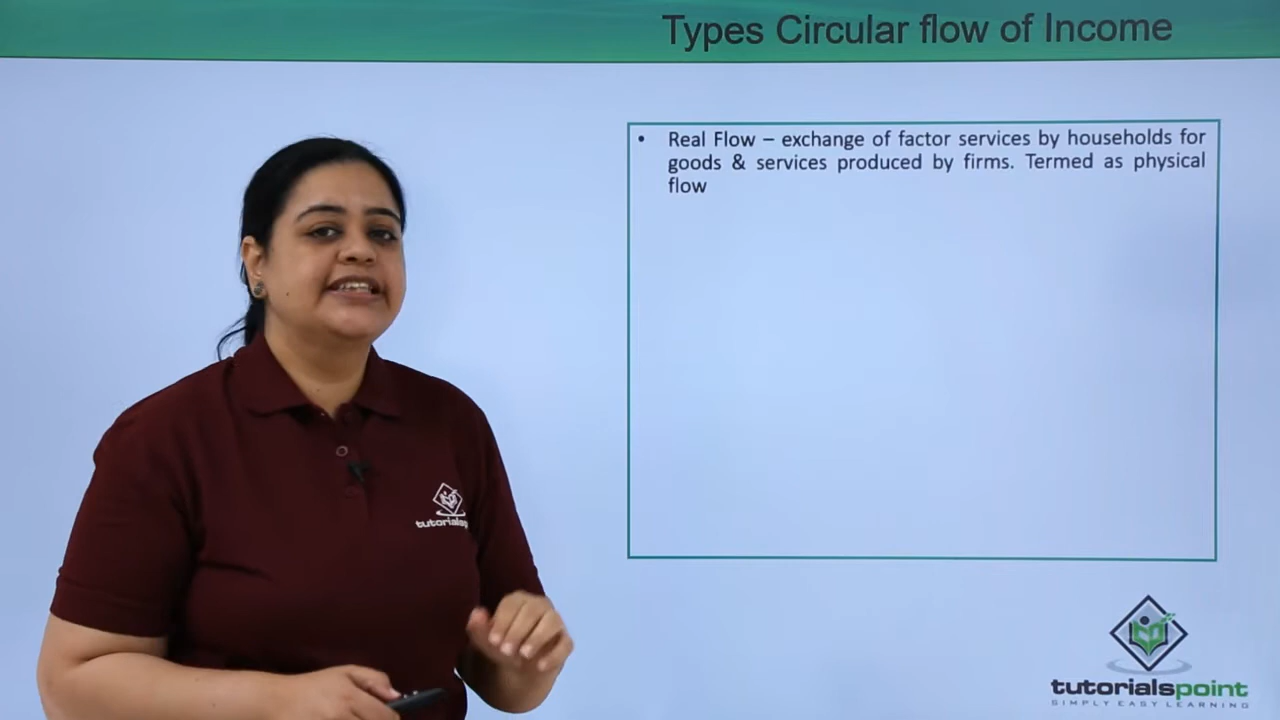 Types Circular flow of Income
• Real Flow – exchange of factor services by households for
goods & services produced by firms. Termed as physical
flow
tutorialsp
tutorialspoint
SIMPLY EASY LEARNING